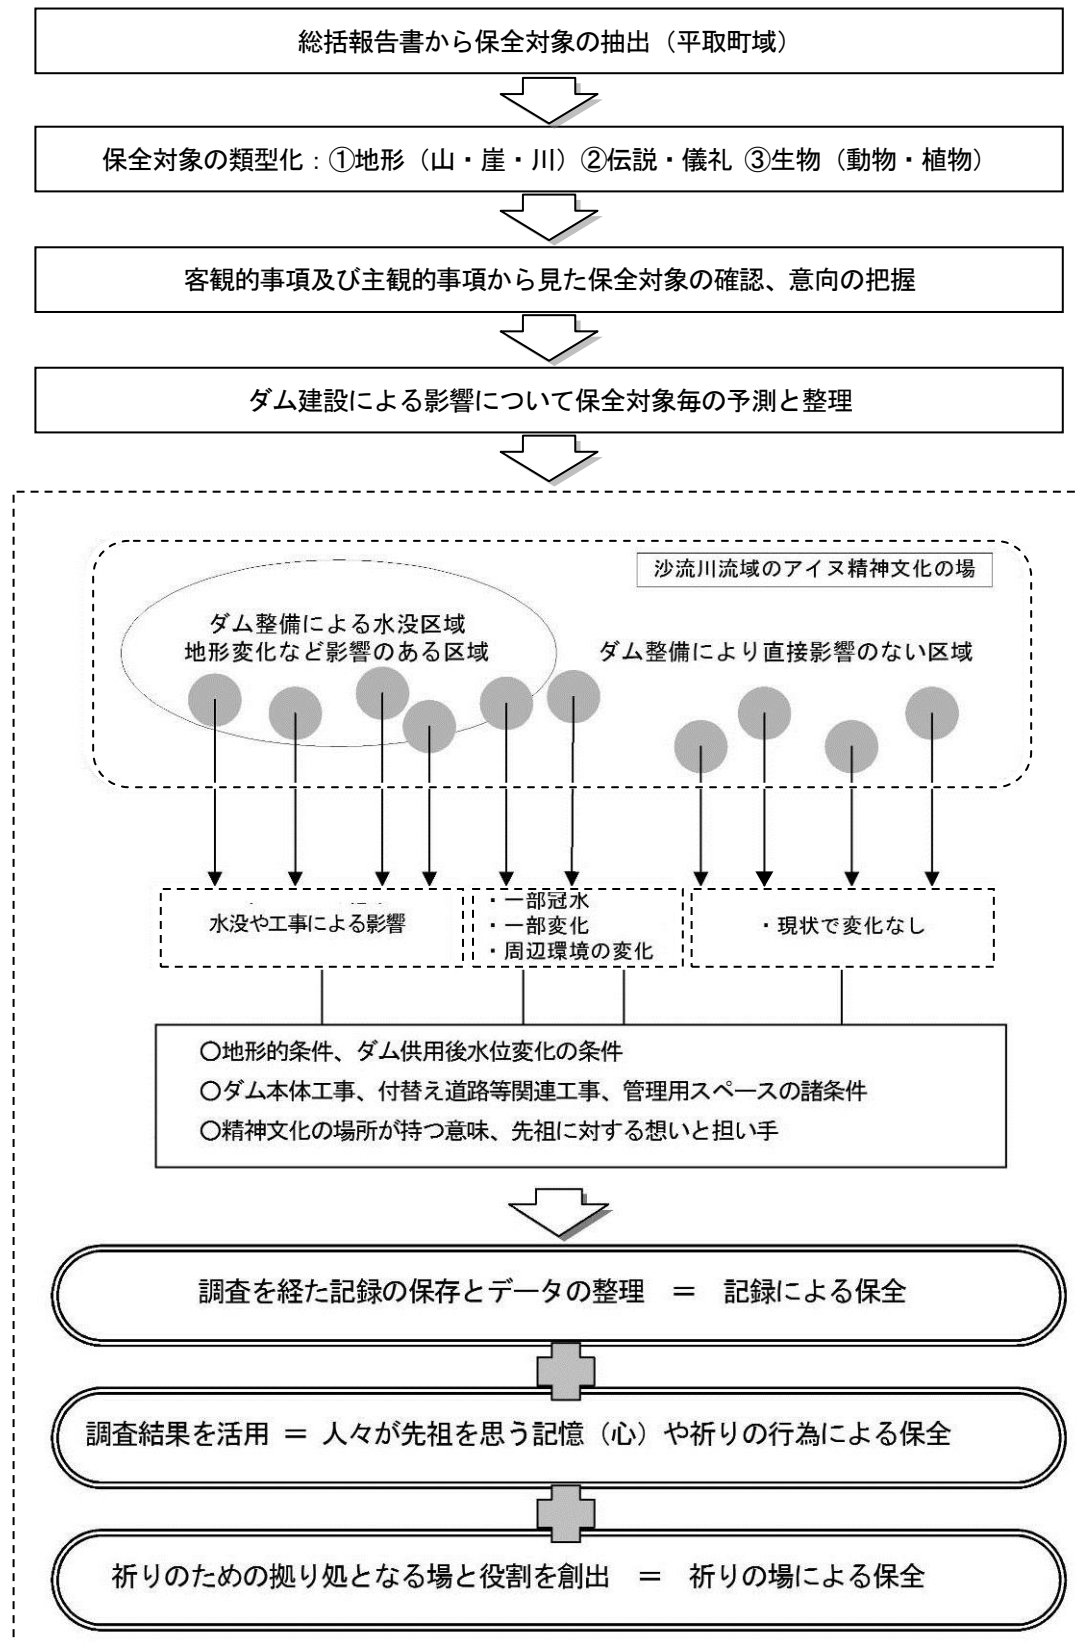 総括報告書から保全対象の抽出（平取町域）
保全対象の類型化：①地形（山・崖・川）②伝説・儀礼 ③生物（動物・植物）
客観的事項及び主観的事項から見た保全対象の確認、意向の把握
ダム建設による影響について保全対象毎の予測と整理
沙流川流域のアイヌ精神文化の場
ダム整備による水没区域
地形変化など影響のある区域
ダム整備により直接影響のない区域
水没や工事による影響
・一部冠水
・一部変化
・周辺環境の変化
・現状で変化なし
〇地形的条件、ダム供用後水位変化の条件
〇ダム本体工事、付替え道路等関連工事、管理用スペースの諸条件
〇精神文化の場所が持つ意味、先祖に対する想いと担い手
調査を経た記録の保存とデータの整理　＝　記録による保全
調査結果を活用 ＝ 人々が先祖を思う記憶（心）や祈りの行為による保全
祈りのための拠り処となる場と役割を創出　＝　祈りの場による保全